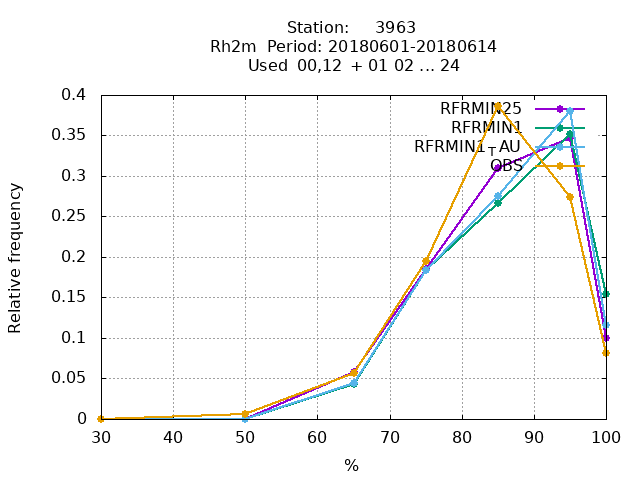 Station:     3963
Rh2m  Period: 20180601-20180614
Used  00,12  + 01 02 ... 24
0.4
0.35
0.3
0.25
0.2
0.15
0.1
0.05
0
Relative frequency
RFRMIN25
RFRMIN1
RFRMIN1_AU
OBS
30 40 50 60 70 80 90 100
%